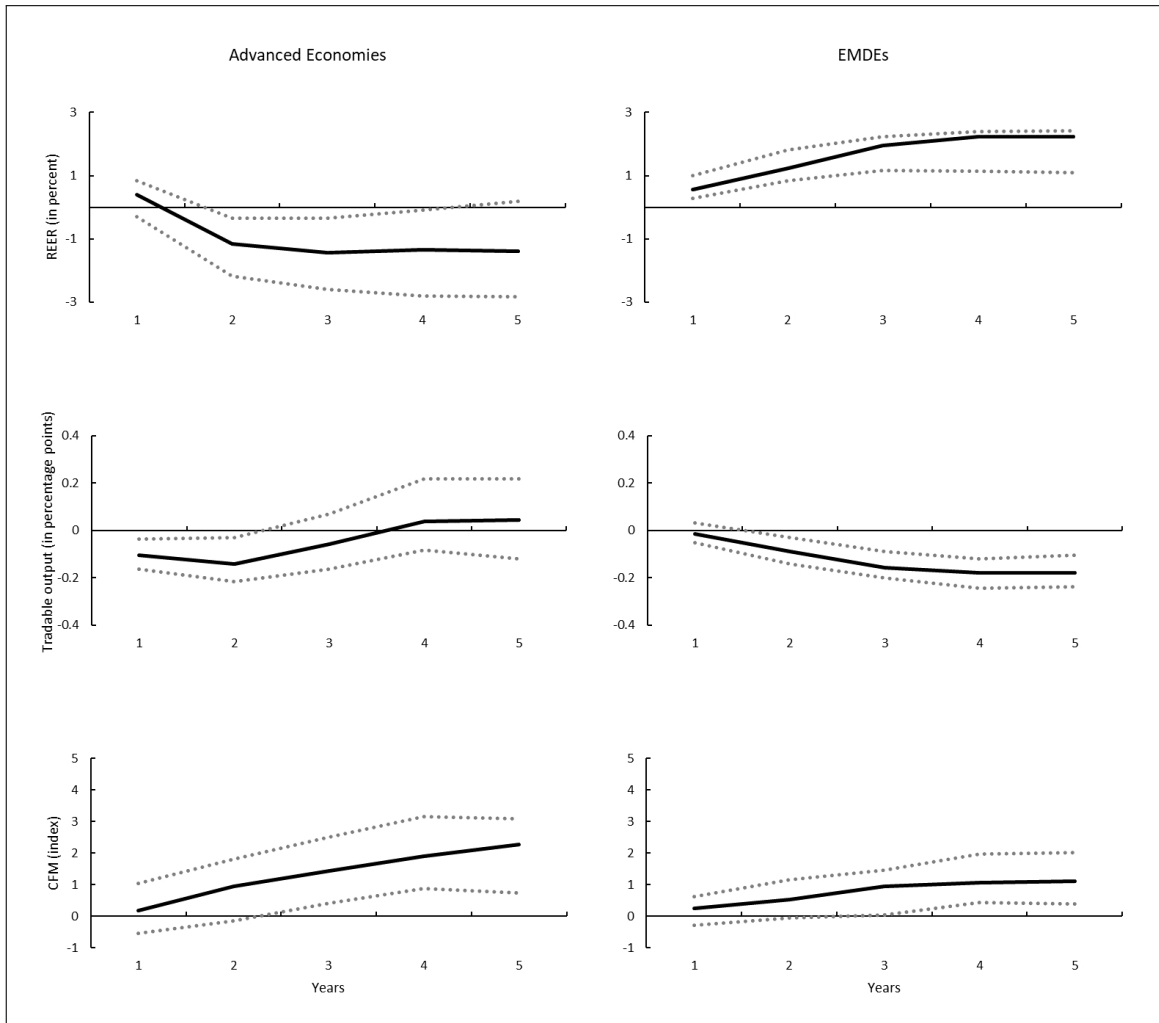 Advanced Economies
EMDEs
REER (in percent)
3
1
-1
-3
1 2 3 4 5
3
1
-1
-3
1 2 3 4 5
Tradable output (in percentage points)
0.4
0.2
0
-0.2
-0.4
1 2 3 4 5
0.4
0.2
0
-0.2
-0.4
1 2 3 4 5
CFM (index)
5
4
3
2
1
0
-1
1 2 3 4 5
Years
5
4
3
2
1
0
-1
1 2 3 4 5
Years